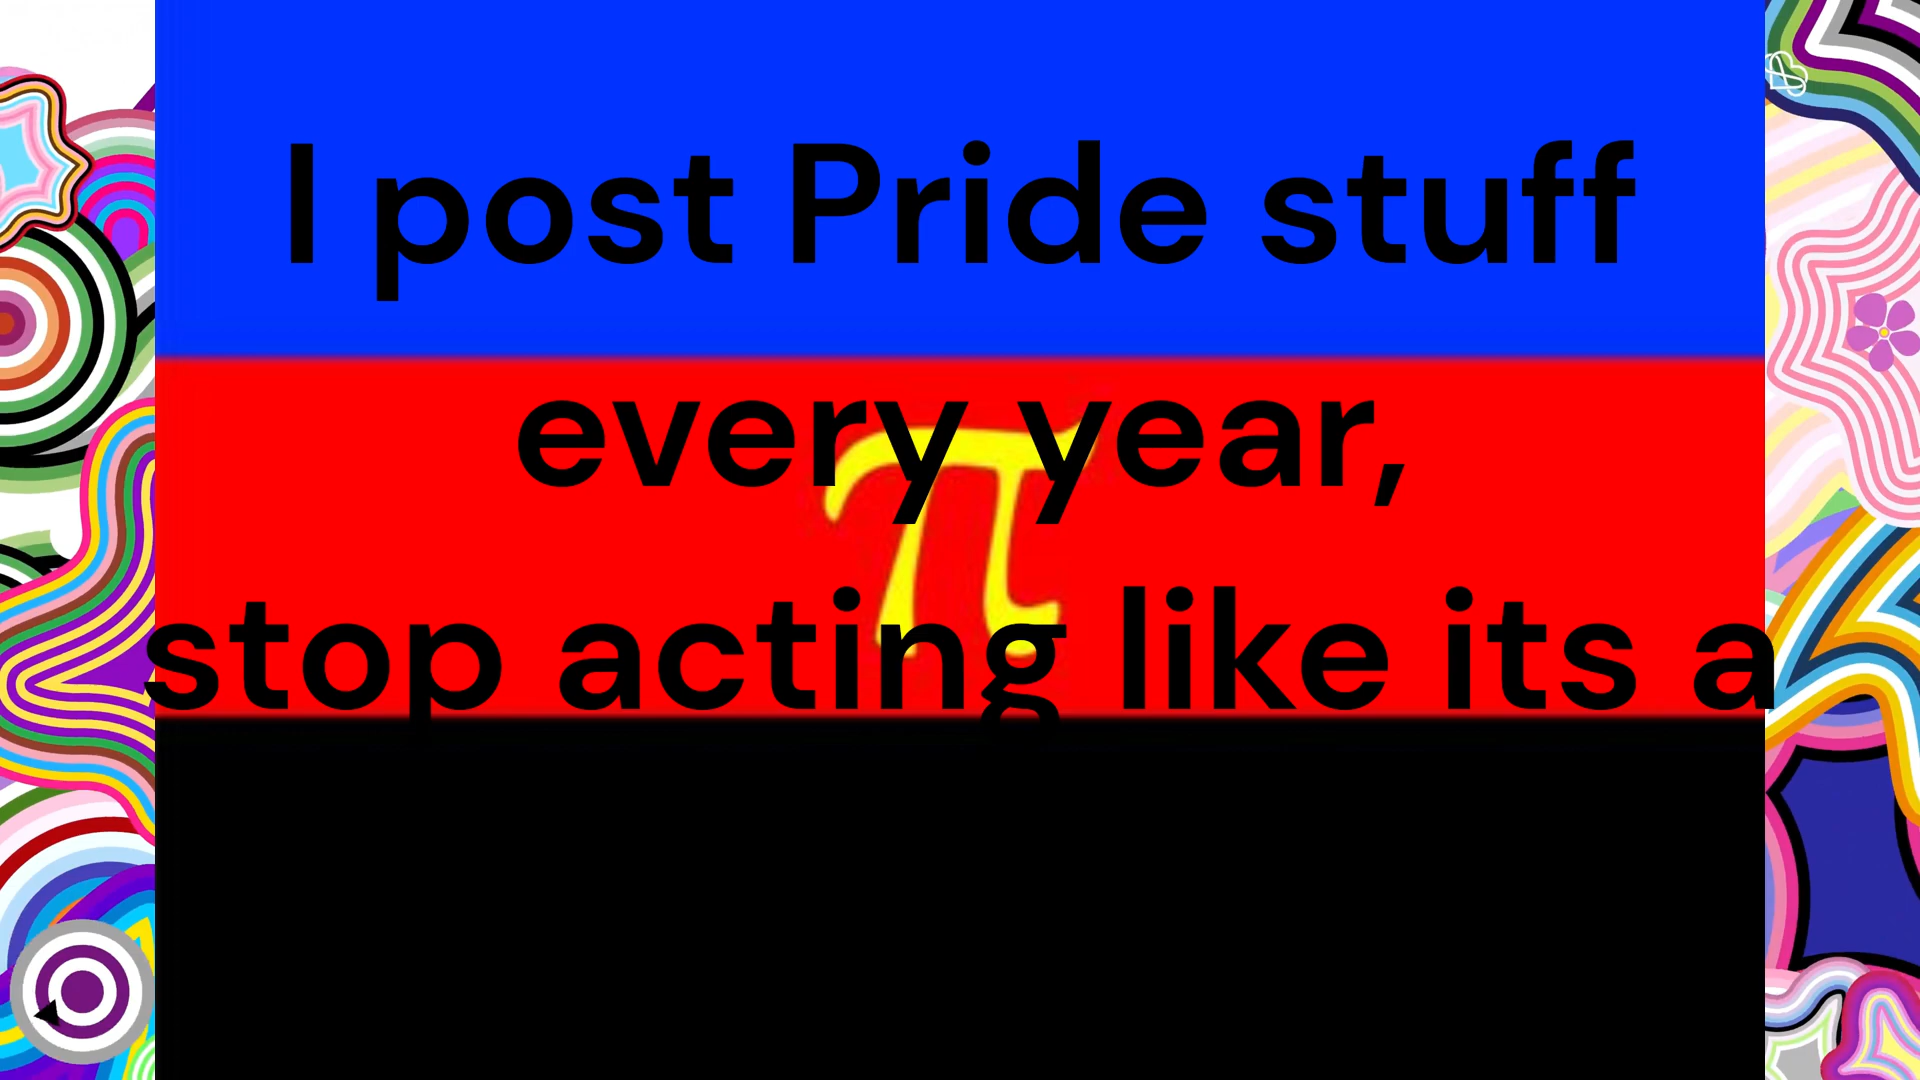 I post Pride stuff
every year,
π
stop acting like its a